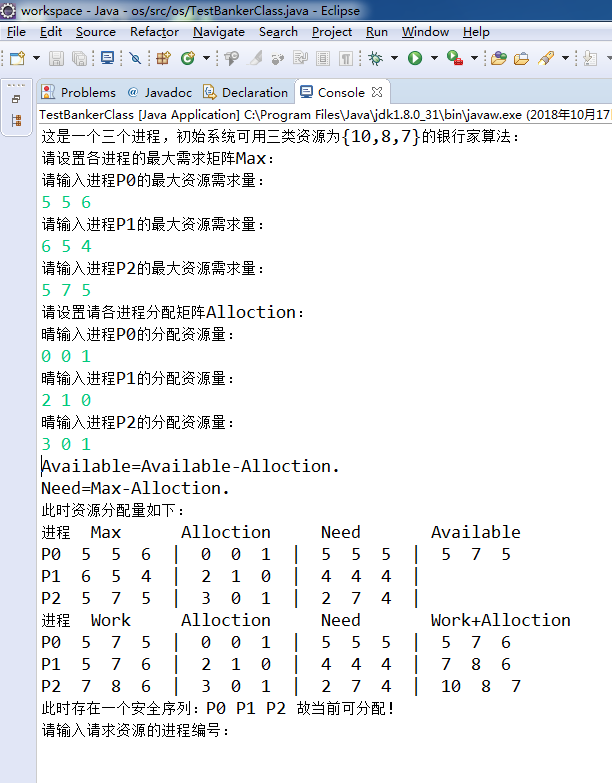 workspace - Java - os/src/os/TestBankerClass.java - Eclipse
File Edit Source Refactor Navigate Search Project Run Window Help
Problems @ Javadoc Declaration Console
TestBankerClass [Java Application] C:\Program Files\Java\jdk1.8.0_31\bin\javaw.exe (2018年10月17
这是一个三个进程，初始系统可用三类资源为{10,8,7}的银行家算法：
请设置各进程的最大需求矩阵Max：
请输入进程P0的最大资源需求量：
5 5 6
请输入进程P1的最大资源需求量：
6 5 4
请输入进程P2的最大资源需求量：
5 7 5
请设置请各进程分配矩阵Alloction：
晴输入进程P0的分配资源量：
0 0 1
晴输入进程P1的分配资源量：
2 1 0
晴输入进程P2的分配资源量：
3 0 1
Available=Available-Alloction.
Need=Max-Alloction.
此时资源分配量如下：
进程 Max Alloction Need Available
P0 5 5 6 | 0 0 1 | 5 5 5 | 5 7 5
P1 6 5 4 | 2 1 0 | 4 4 4 |
P2 5 7 5 | 3 0 1 | 2 7 4 |
进程 Work Alloction Need Work+Alloction
P0 5 7 5 | 0 0 1 | 5 5 5 | 5 7 6
P1 5 7 6 | 2 1 0 | 4 4 4 | 7 8 6
P2 7 8 6 | 3 0 1 | 2 7 4 | 10 8 7
此时存在一个安全序列：P0 P1 P2 故当前可分配！
请输入请求资源的进程编号：